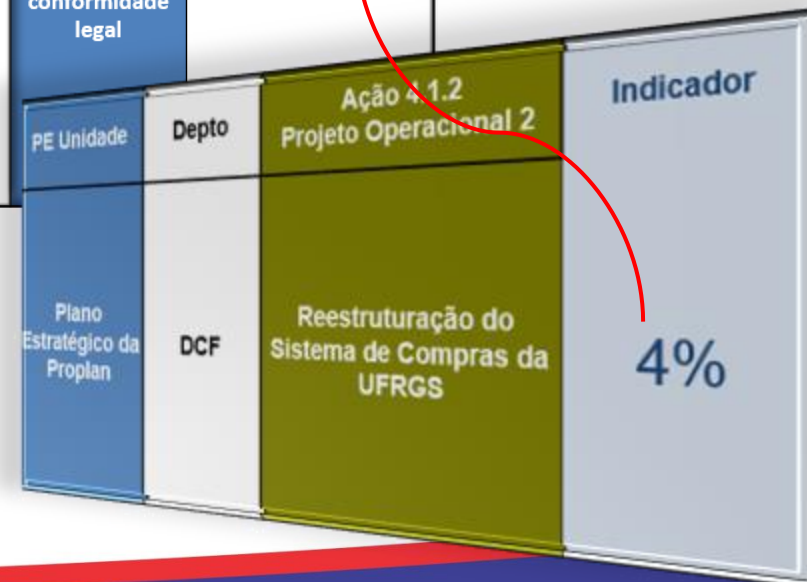 conformidade
legal
PE Unidade
Depto
Ação 4.1.2
Projeto Operacional 2
Indicador
Plano
Estratégico da
Proplan
DCF
Reestruturação do
Sistema de Compras da
UFRGS
4%